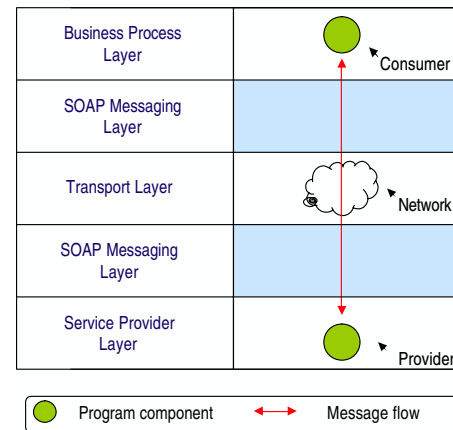 Business Process
Layer
Consumer
SOAP Messaging
Layer
Transport Layer
Network
SOAP Messaging
Layer
Service Provider
Layer
Provider
Program component
Message flow